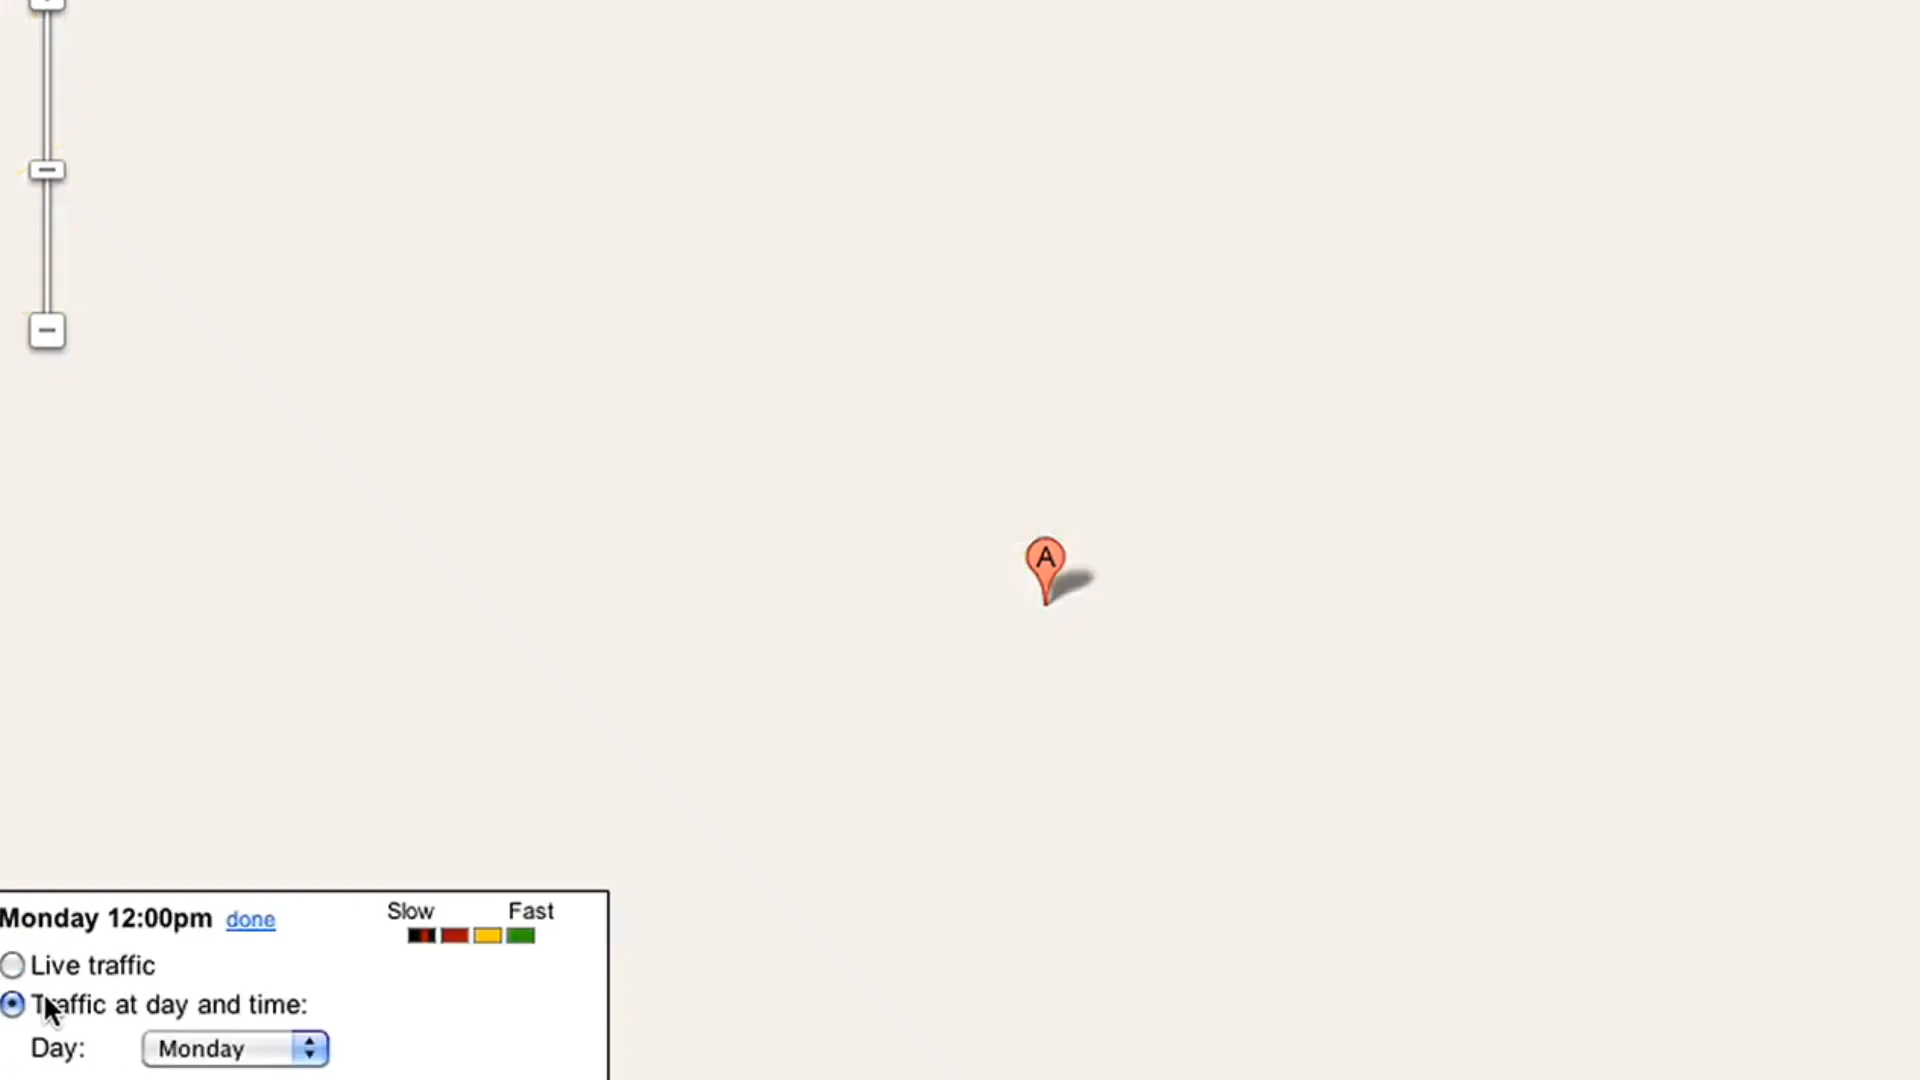 A
Monday 12:00pm done
Slow Fast
Live traffic
Traffic at day and time:
Day: Monday